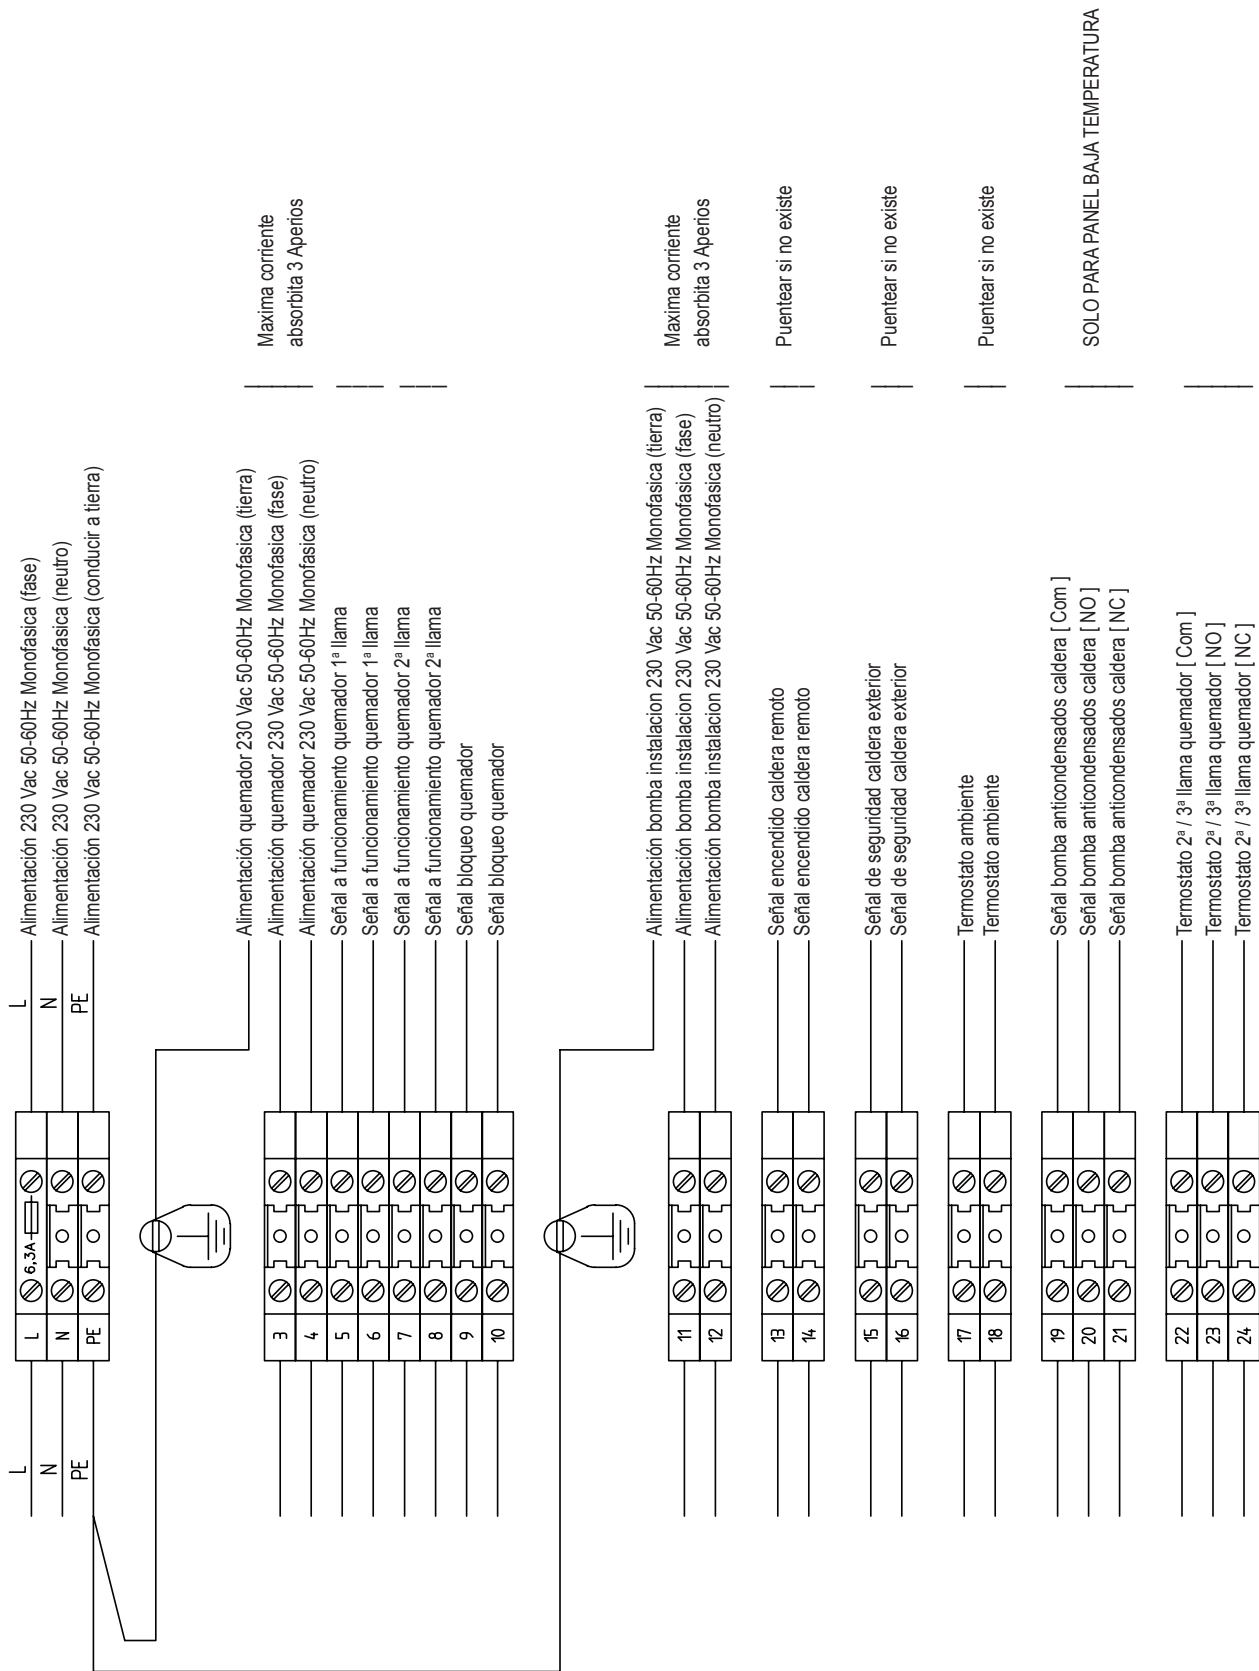 L
N
PE
L 6,3A
N
PE
L
N
PE
Alimentación 230 Vac 50-60Hz Monofasica (fase)
Alimentación 230 Vac 50-60Hz Monofasica (neutro)
Alimentación 230 Vac 50-60Hz Monofasica (conducir a tierra)
Alimentación quemador 230 Vac 50-60Hz Monofasica (tierra)
3 Alimentación quemador 230 Vac 50-60Hz Monofasica (fase)
4 Alimentación quemador 230 Vac 50-60Hz Monofasica (neutro)
Maxima corriente
absorbita 3 Aperios
5 Señal a funcionamiento quemador 1ª llama
6 Señal a funcionamiento quemador 1ª llama
7 Señal a funcionamiento quemador 2ª llama
8 Señal a funcionamiento quemador 2ª llama
9 Señal bloqueo quemador
10 Señal bloqueo quemador
Alimentación bomba instalacion 230 Vac 50-60Hz Monofasica (tierra)
11 Alimentación bomba instalacion 230 Vac 50-60Hz Monofasica (fase)
12 Alimentación bomba instalacion 230 Vac 50-60Hz Monofasica (neutro)
Maxima corriente
absorbita 3 Aperios
13 Señal encendido caldera remoto
14 Señal encendido caldera remoto
Puentear si no existe
15 Señal de seguridad caldera exterior
16 Señal de seguridad caldera exterior
Puentear si no existe
17 Termostato ambiente
18 Termostato ambiente
Puentear si no existe
19 Señal bomba anticondensados caldera [ Com ]
20 Señal bomba anticondensados caldera [ NO ]
21 Señal bomba anticondensados caldera [ NC ]
SOLO PARA PANEL BAJA TEMPERATURA
22 Termostato 2ª / 3ª llama quemador [ Com ]
23 Termostato 2ª / 3ª llama quemador [ NO ]
24 Termostato 2ª / 3ª llama quemador [ NC ]